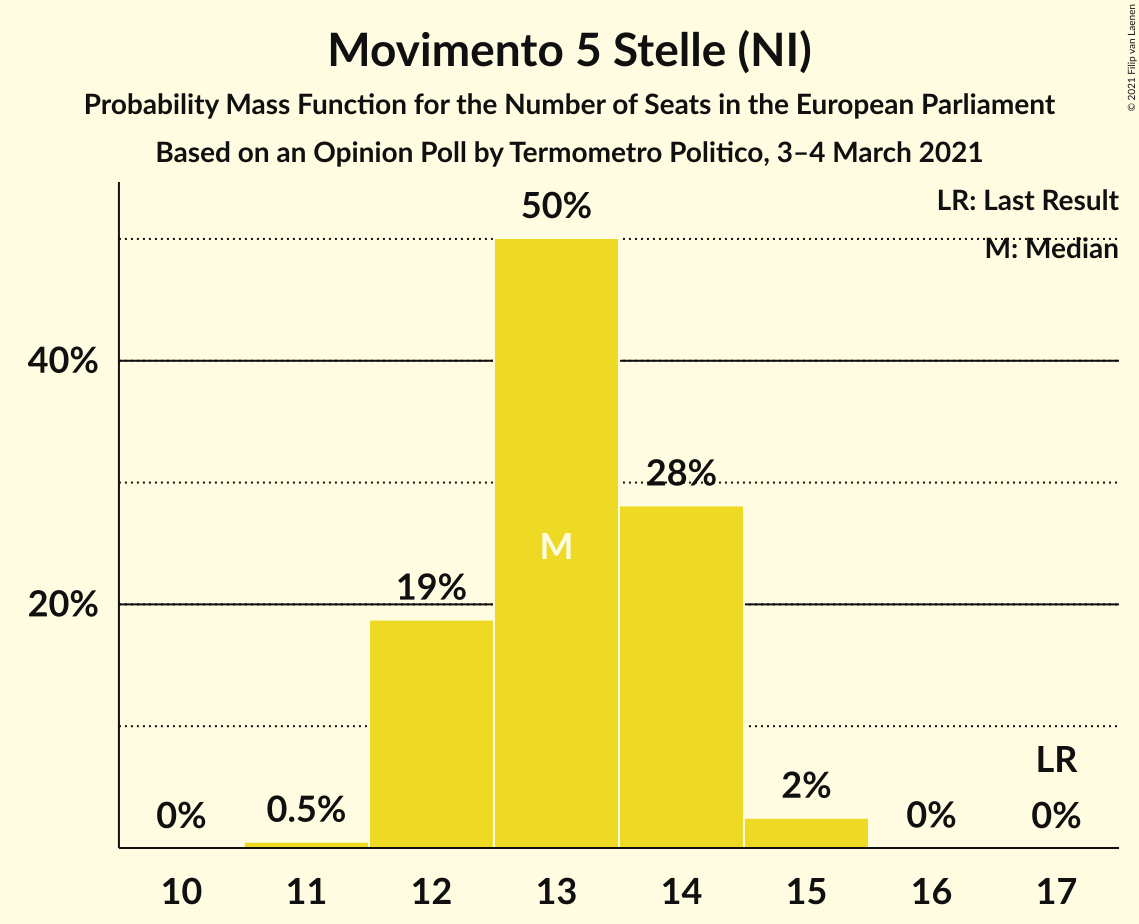 Movimento 5 Stelle (NI)
Probability Mass Function for the Number of Seats in the European Parliament
Based on an Opinion Poll by Termometro Politico, 3–4 March 2021
© 2021 Filip van Laenen
LR: Last Result
M: Median
50%
40%
28%
M
19%
20%
LR
2%
0.5%
0%
0%
0%
10 11 12 13 14 15 16 17